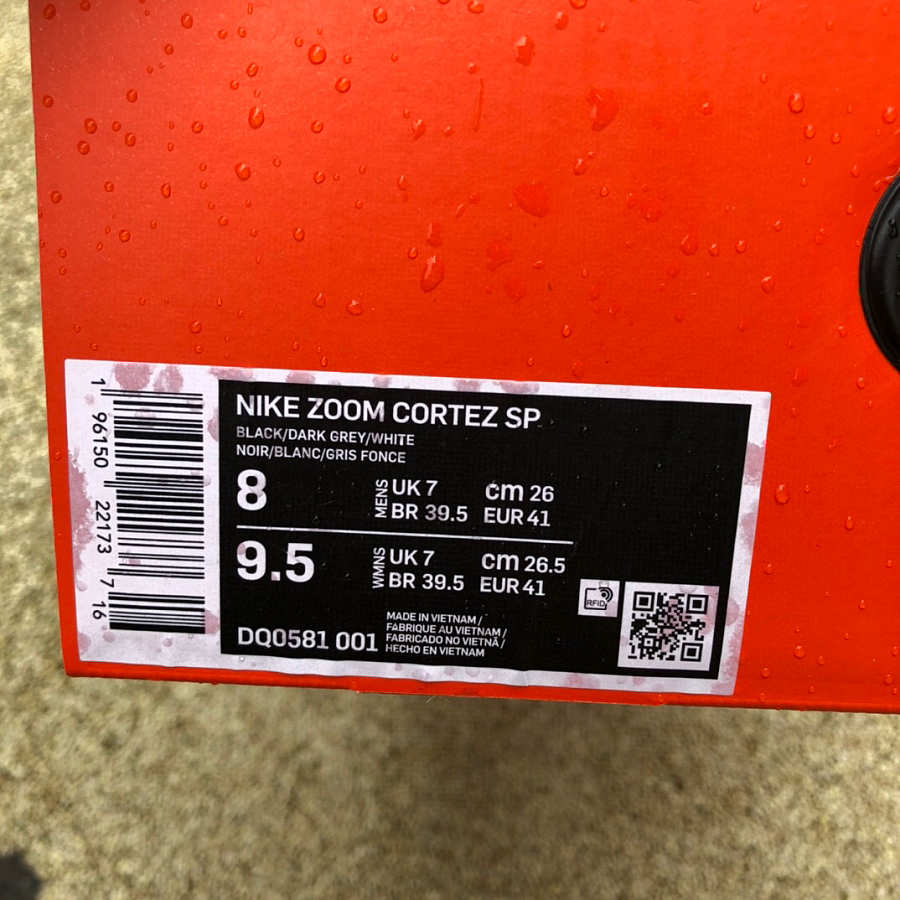 NIKE ZOOM CORTEZ SP
BLACK/DARK GREY/WHITE
NOIR/BLANC/GRIS FONCE
8 MENS UK 7 cm 26
BR 39.5 EUR 41
9.5 WMNS UK 7 cm 26.5
BR 39.5 EUR 41
RFID
DQ0581 001
MADE IN VIETNAM /
FABRIQUE AU VIETNAM /
FABRICADO NO VIETNÃ /
HECHO EN VIETNAM
1 96150 22173 7 16